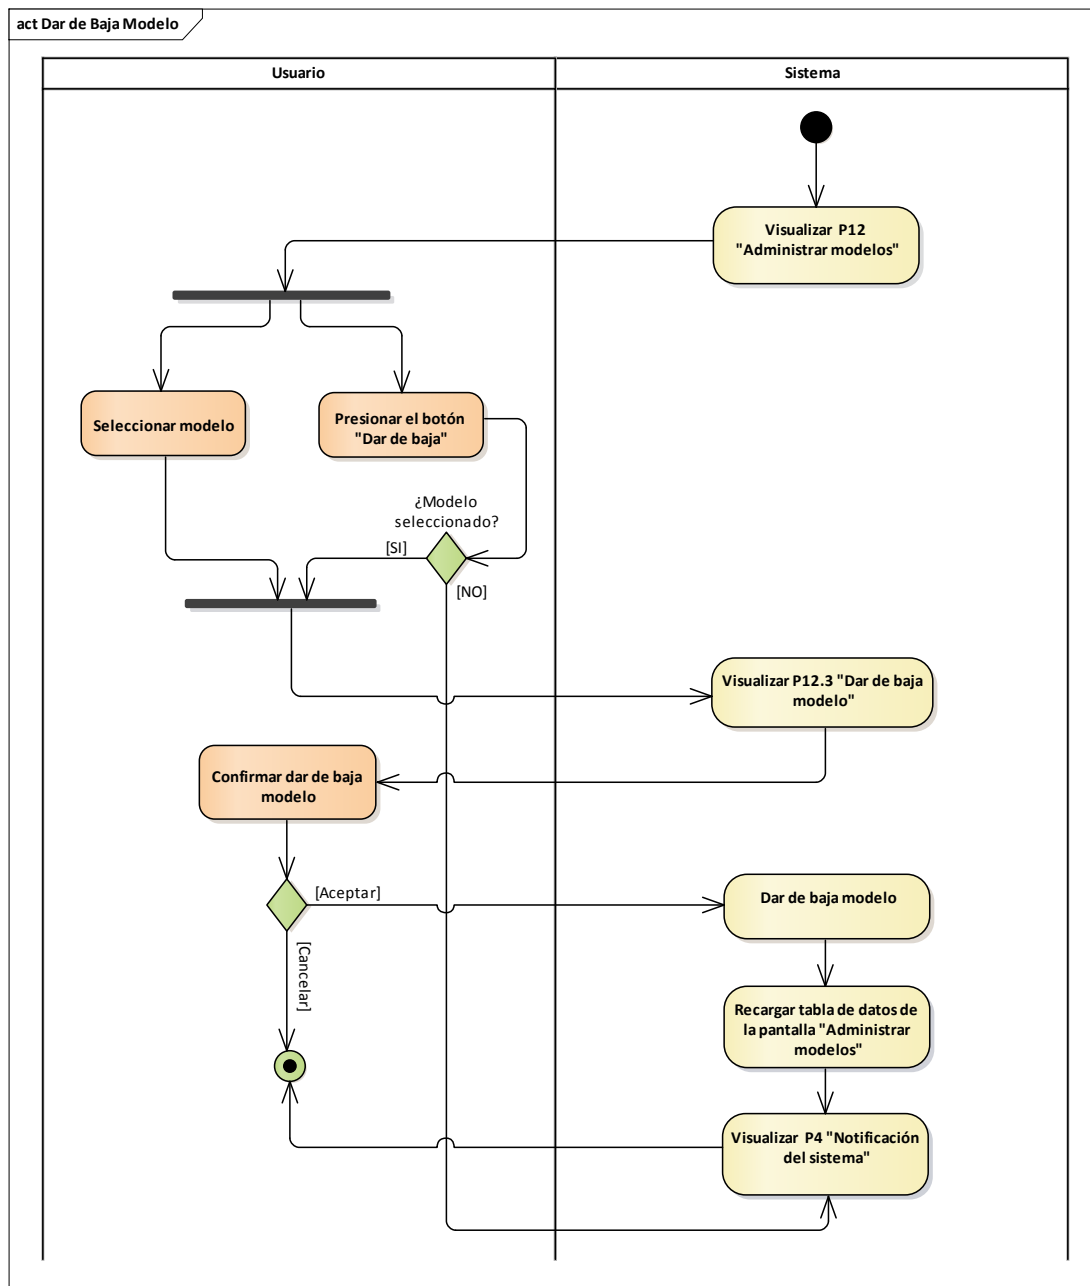 act Dar de Baja Modelo
Usuario
Sistema
Visualizar P12
"Administrar modelos"
Seleccionar modelo
Presionar el botón
"Dar de baja"
¿Modelo
seleccionado?
[SI]
[NO]
Visualizar P12.3 "Dar de baja
modelo"
Confirmar dar de baja
modelo
[Aceptar]
[Cancelar]
Dar de baja modelo
Recargar tabla de datos de
la pantalla "Administrar
modelos"
Visualizar P4 "Notificación
del sistema"